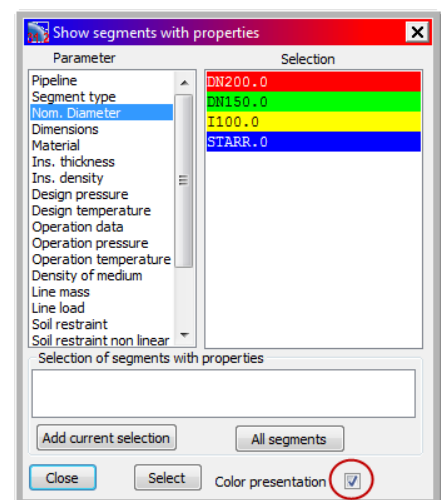 Show segments with properties
Parameter
Selection
Pipeline
Segment type
Nom. Diameter
Dimensions
Material
Ins. thickness
Ins. density
Design pressure
Design temperature
Operation data
Operation pressure
Operation temperature
Density of medium
Line mass
Line load
Soil restraint
Soil restraint non linear
DN200.0
DN150.0
I100.0
STARR.0
Selection of segments with properties
Add current selection
All segments
Close
Select
Color presentation